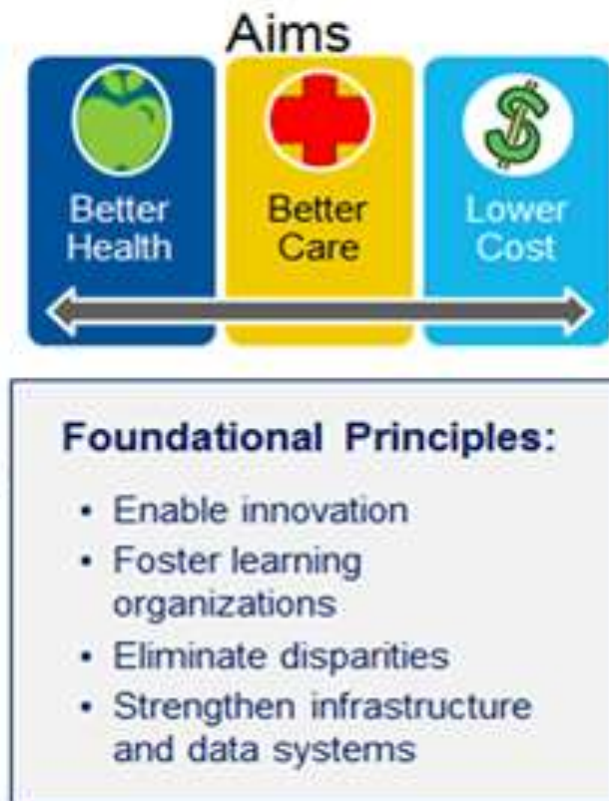 Aims
Better
Health
Better
Care
Lower
Cost
Foundational Principles:
• Enable innovation
• Foster learning
organizations
• Eliminate disparities
• Strengthen infrastructure
and data systems